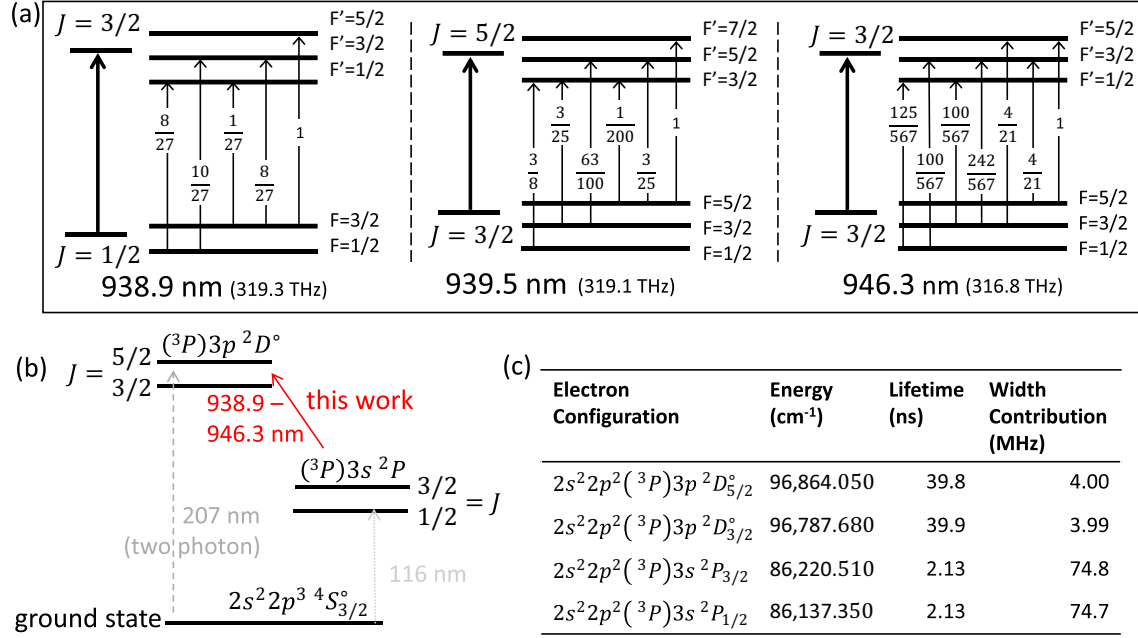 (a)
J = 3/2
F'=5/2
F'=3/2
F'=1/2
8/27
10/27
1/27
8/27
1
J = 1/2
F=3/2
F=1/2
938.9 nm (319.3 THz)
J = 5/2
F'=7/2
F'=5/2
F'=3/2
3/8
3/25
63/100
1/200
3/25
1
J = 3/2
F=5/2
F=3/2
F=1/2
939.5 nm (319.1 THz)
J = 3/2
F'=5/2
F'=3/2
F'=1/2
125/567
100/567
100/567
242/567
4/21
4/21
1
J = 3/2
F=5/2
F=3/2
F=1/2
946.3 nm (316.8 THz)
(b)
(³P)3p ²D°
J = 5/2
3/2
938.9 –
946.3 nm
this work
(³P)3s ²P
3/2
1/2 = J
207 nm
(two photon)
116 nm
2s²2p³ ⁴S°₃/₂
ground state
(c)
Electron Configuration Energy (cm⁻¹) Lifetime (ns) Width Contribution (MHz)
2s²2p²(³P)3p ²D°₅/₂ 96,864.050 39.8 4.00
2s²2p²(³P)3p ²D°₃/₂ 96,787.680 39.9 3.99
2s²2p²(³P)3s ²P₃/₂ 86,220.510 2.13 74.8
2s²2p²(³P)3s ²P₁/₂ 86,137.350 2.13 74.7